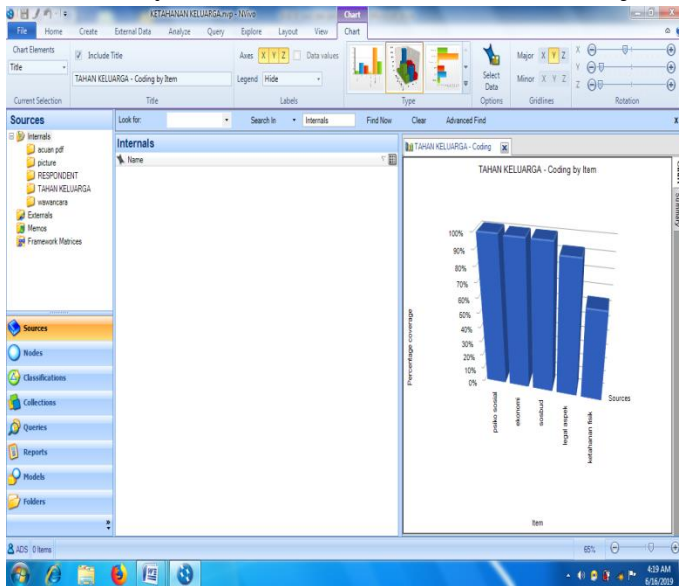 KETAHANAN KELUARGA.nvp - NVivo
Chart
File Home Create External Data Analyze Query Explore Layout View Chart
Chart Elements
Title
Include Title
TAHAN KELUARGA - Coding by Item
Axes X Y Z Data values
Legend Hide
Select Data
Major X Y Z
Minor X Y Z
X
Y
Z
Current Selection Title Labels Type Options Gridlines Rotation
Sources
Look for: Search In Internals Find Now Clear Advanced Find
x
Internals
acuan pdf
picture
RESPONDENT
TAHAN KELUARGA
wawancara
Externals
Memos
Framework Matrices
Internals
Name
TAHAN KELUARGA - Coding
Summary
TAHAN KELUARGA - Coding by Item
100%
90%
80%
70%
60%
50%
40%
30%
20%
10%
0%
Percentage coverage
Sources
psiko sosial
ekonomi
sosbud
legal aspek
ketahanan fisik
Item
Sources
Nodes
Classifications
Collections
Queries
Reports
Models
Folders
ADS 0 Items
65%
4:19 AM
6/16/2019